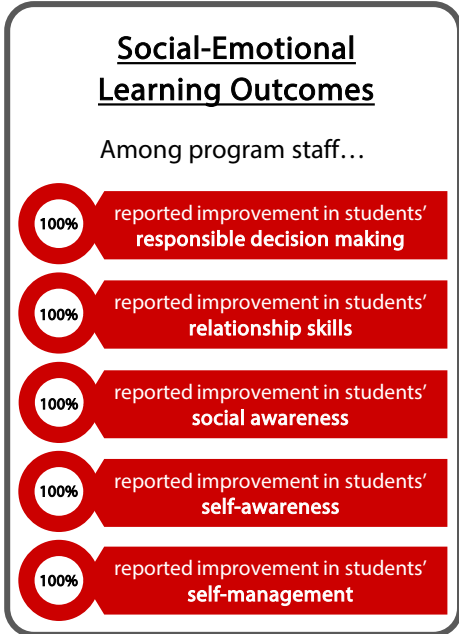 Social-Emotional
Learning Outcomes
Among program staff...
100%
reported improvement in students’
responsible decision making
100%
reported improvement in students’
relationship skills
100%
reported improvement in students’
social awareness
100%
reported improvement in students’
self-awareness
100%
reported improvement in students’
self-management